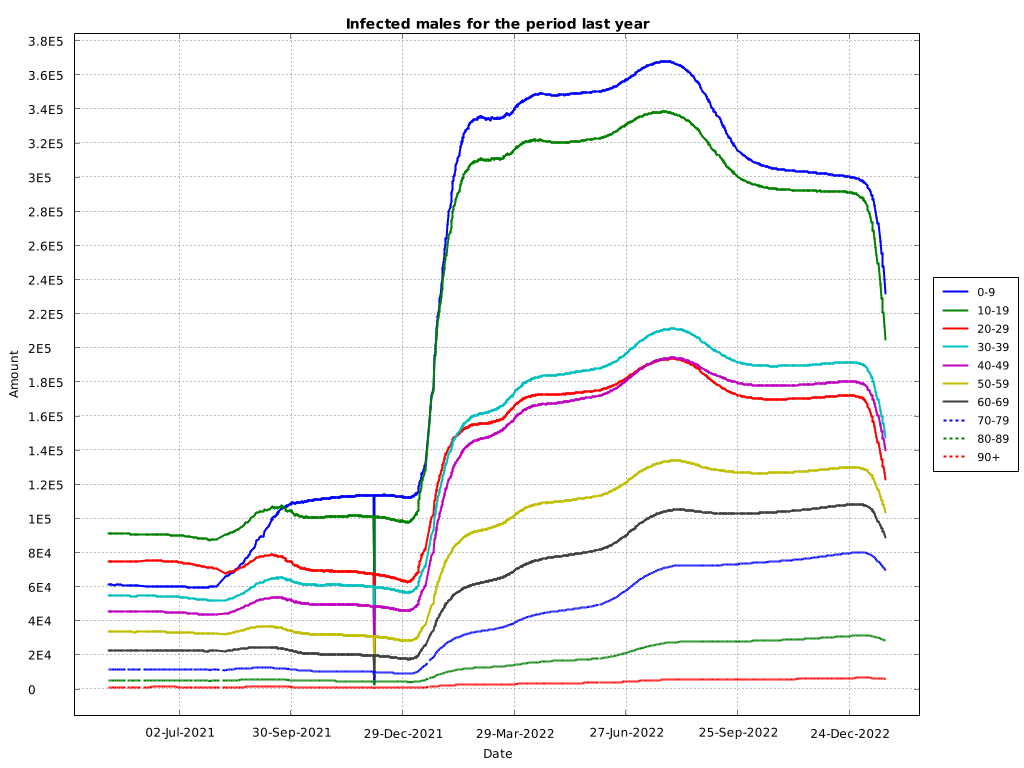 Infected males for the period last year
3.8E5
3.6E5
3.4E5
3.2E5
3E5
2.8E5
2.6E5
2.4E5
2.2E5
2E5
1.8E5
1.6E5
1.4E5
1.2E5
1E5
8E4
6E4
4E4
2E4
0
Amount
02-Jul-2021 30-Sep-2021 29-Dec-2021 29-Mar-2022 27-Jun-2022 25-Sep-2022 24-Dec-2022
Date
0-9
10-19
20-29
30-39
40-49
50-59
60-69
70-79
80-89
90+